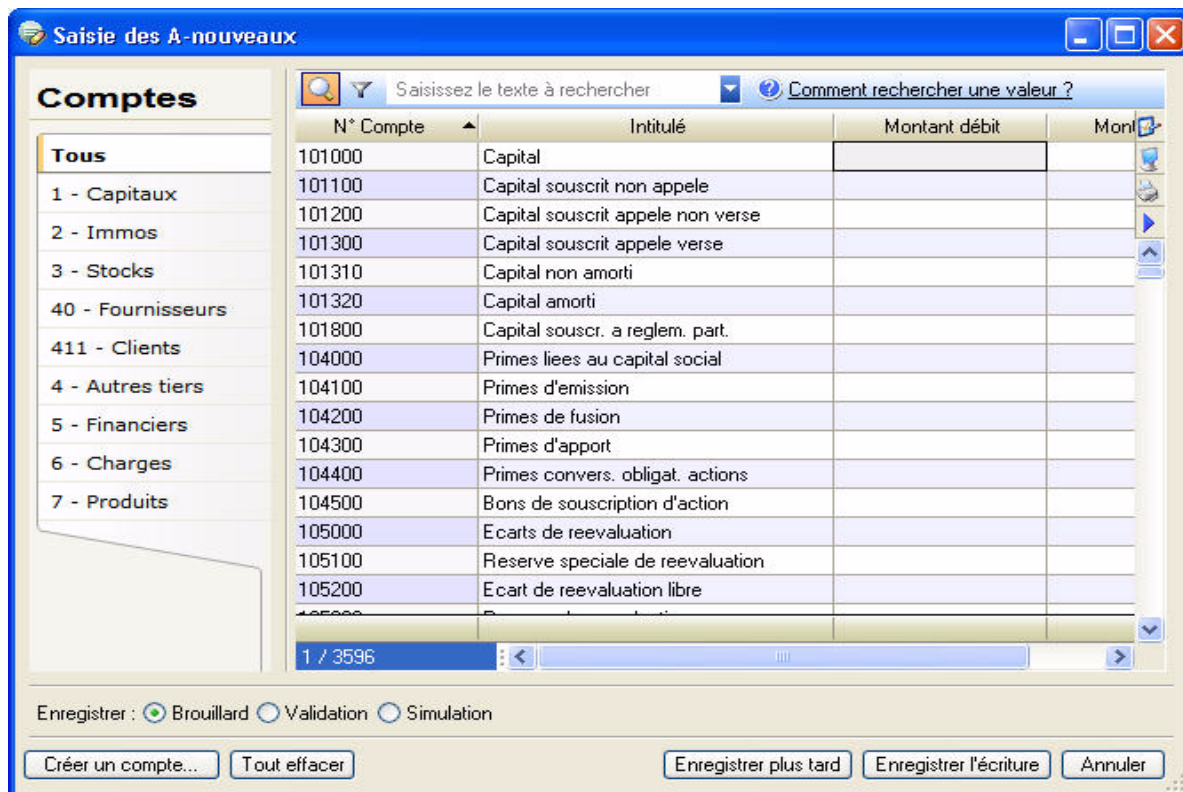 Saisie des A-nouveaux
Comptes
Tous
1 - Capitaux
2 - Immos
3 - Stocks
40 - Fournisseurs
411 - Clients
4 - Autres tiers
5 - Financiers
6 - Charges
7 - Produits
Saisissez le texte à rechercher Comment rechercher une valeur ?
N° Compte Intitulé Montant débit Mont
101000 Capital
101100 Capital souscrit non appele
101200 Capital souscrit appele non verse
101300 Capital souscrit appele verse
101310 Capital non amorti
101320 Capital amorti
101800 Capital souscr. a reglem. part.
104000 Primes liees au capital social
104100 Primes d'emission
104200 Primes de fusion
104300 Primes d'apport
104400 Primes convers. obligat. actions
104500 Bons de souscription d'action
105000 Ecarts de reevaluation
105100 Reserve speciale de reevaluation
105200 Ecart de reevaluation libre
1 / 3596
Enregistrer : Brouillard Validation Simulation
Créer un compte... Tout effacer Enregistrer plus tard Enregistrer l'écriture Annuler